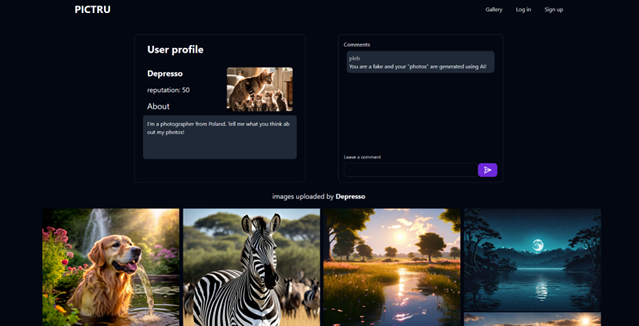 PICTRU
Gallery
Log in
Sign up
User profile
Depresso
reputation: 50
About
I'm a photographer from Poland. Tell me what you think ab
out my photos!
Comments
You are a fake and your "photos" are generated using AI!
Leave a comment
images uploaded by Depresso